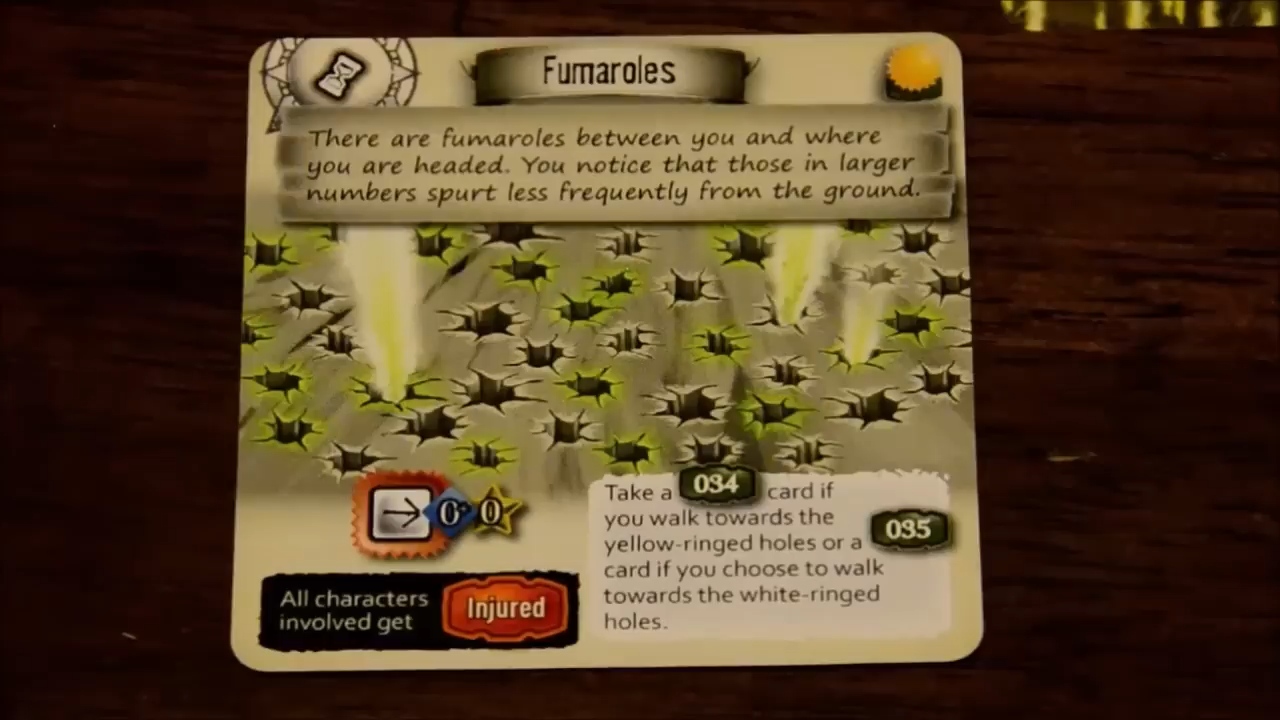 Fumaroles
There are fumaroles between you and where
you are headed. You notice that those in larger
numbers spurt less frequently from the ground.
0 0
All characters
involved get Injured
Take a 034 card if
you walk towards the
yellow-ringed holes or a 035
card if you choose to walk
towards the white-ringed
holes.